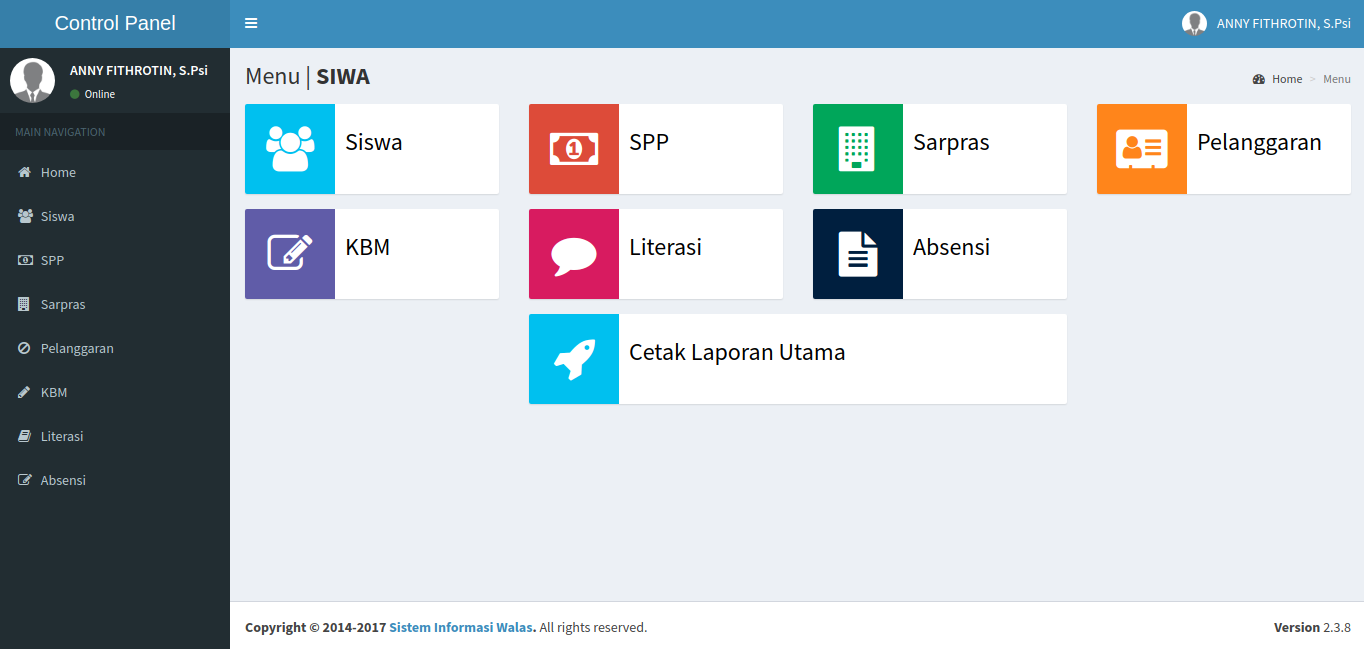 Control Panel
ANNY FITHROTIN, S.Psi
ANNY FITHROTIN, S.Psi
Online
MAIN NAVIGATION
Home
Siswa
SPP
Sarpras
Pelanggaran
KBM
Literasi
Absensi
Menu | SIWA
Home > Menu
Siswa
SPP
1
Sarpras
Pelanggaran
KBM
Literasi
Absensi
Cetak Laporan Utama
Copyright © 2014-2017 Sistem Informasi Walas. All rights reserved.
Version 2.3.8